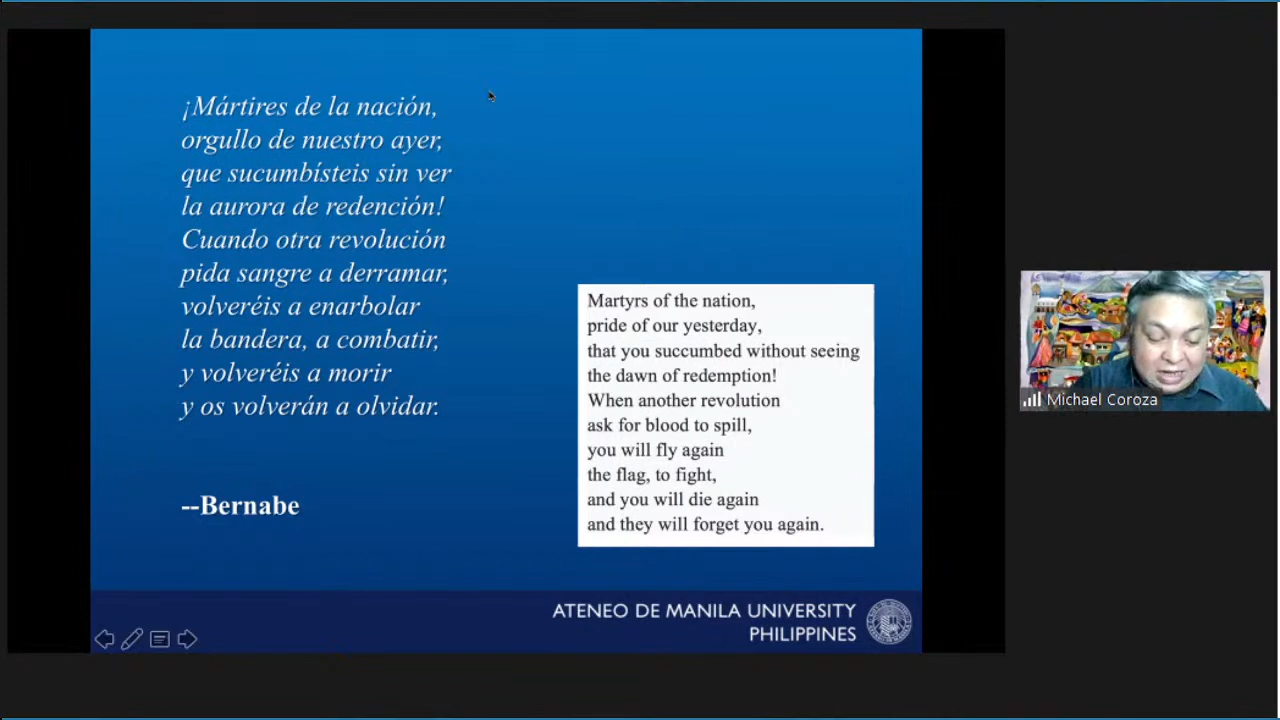 ¡Mártires de la nación,
orgullo de nuestro ayer,
que sucumbísteis sin ver
la aurora de redención!
Cuando otra revolución
pida sangre a derramar,
volveréis a enarbolar
la bandera, a combatir,
y volveréis a morir
y os volverán a olvidar.
--Bernabe
Martyrs of the nation,
pride of our yesterday,
that you succumbed without seeing
the dawn of redemption!
When another revolution
ask for blood to spill,
you will fly again
the flag, to fight,
and you will die again
and they will forget you again.
ATENEO DE MANILA UNIVERSITY
PHILIPPINES
Michael Coroza